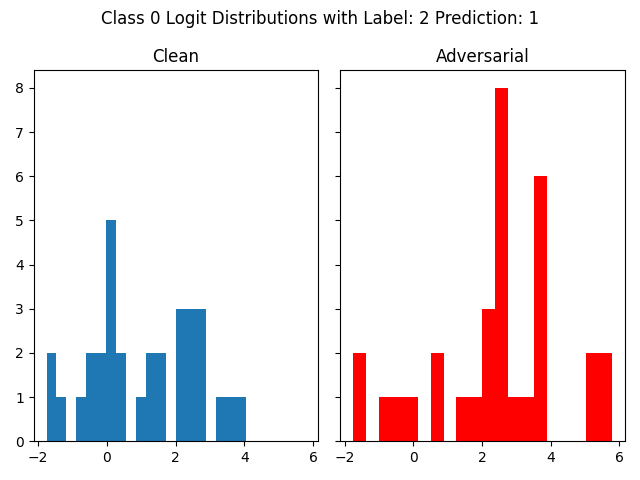 Class 0 Logit Distributions with Label: 2 Prediction: 1
Clean
Adversarial
8
7
6
5
4
3
2
1
0
−2 0 2 4 6
−2 0 2 4 6